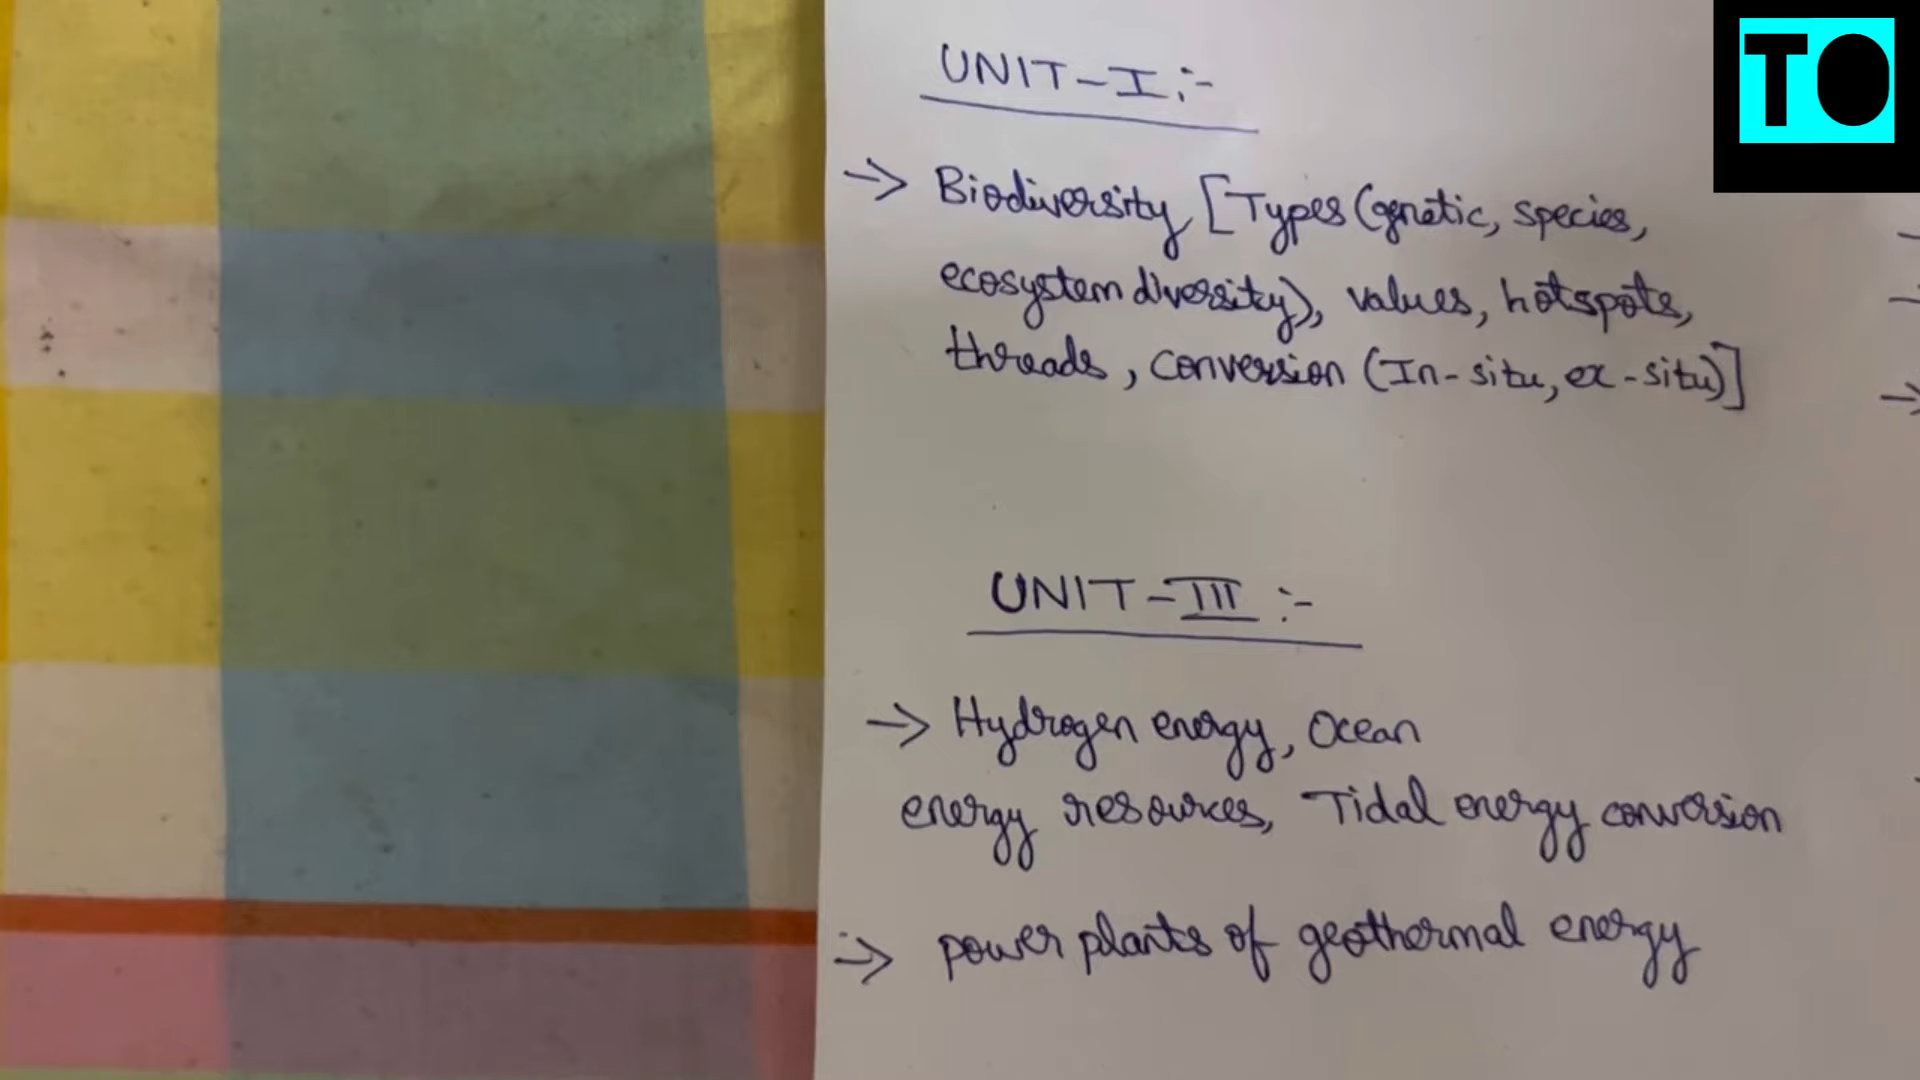 TO
UNIT-I :-
→ Biodiversity [Types (genetic, species,
ecosystem diversity), values, hotspots,
threads, conversion (In-situ, ex-situ)]
UNIT-III :-
→ Hydrogen energy, Ocean
energy resources, Tidal energy conversion
→ power plants of geothermal energy